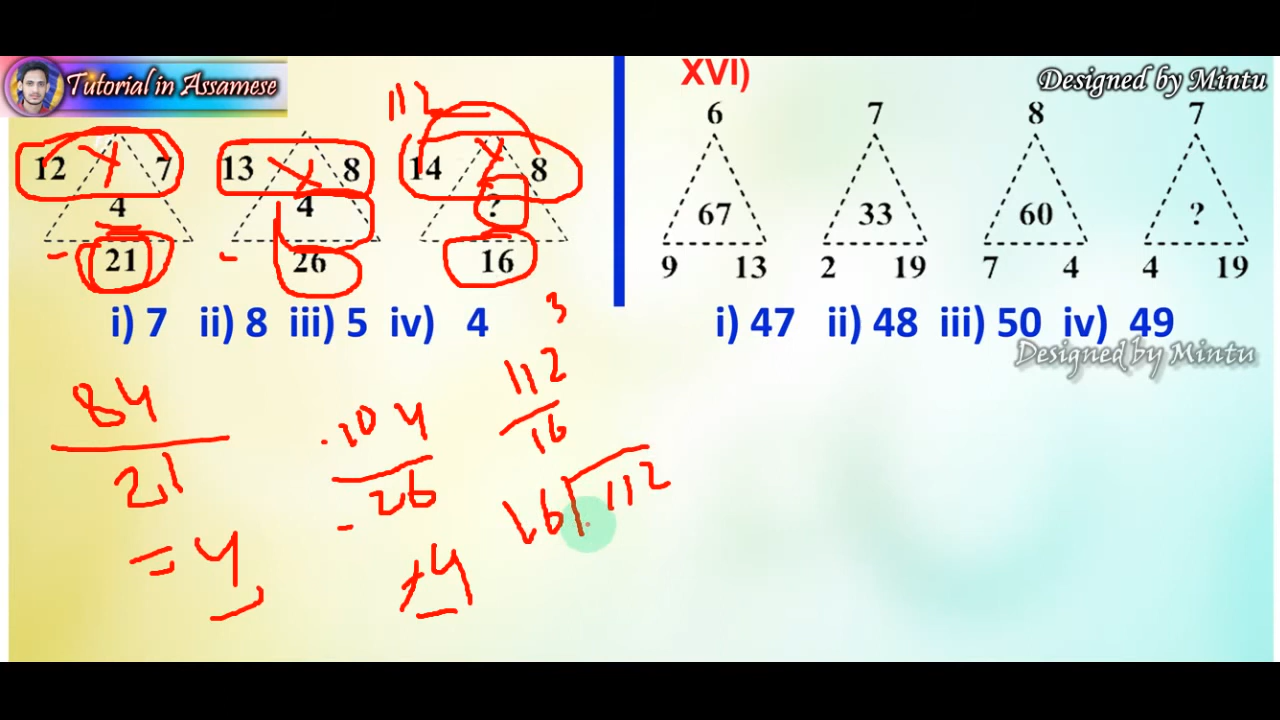 Tutorial in Assamese
Designed by Mintu
XVI)
112
12 7 13 8 14 8
4 4 ?
21 26 16
6 7 8 7
67 33 60 ?
9 13 2 19 7 4 4 19
i) 7 ii) 8 iii) 5 iv) 4
i) 47 ii) 48 iii) 50 iv) 49
Designed by Mintu
3
84
21
= 4
104
26
4
112
16
16 112